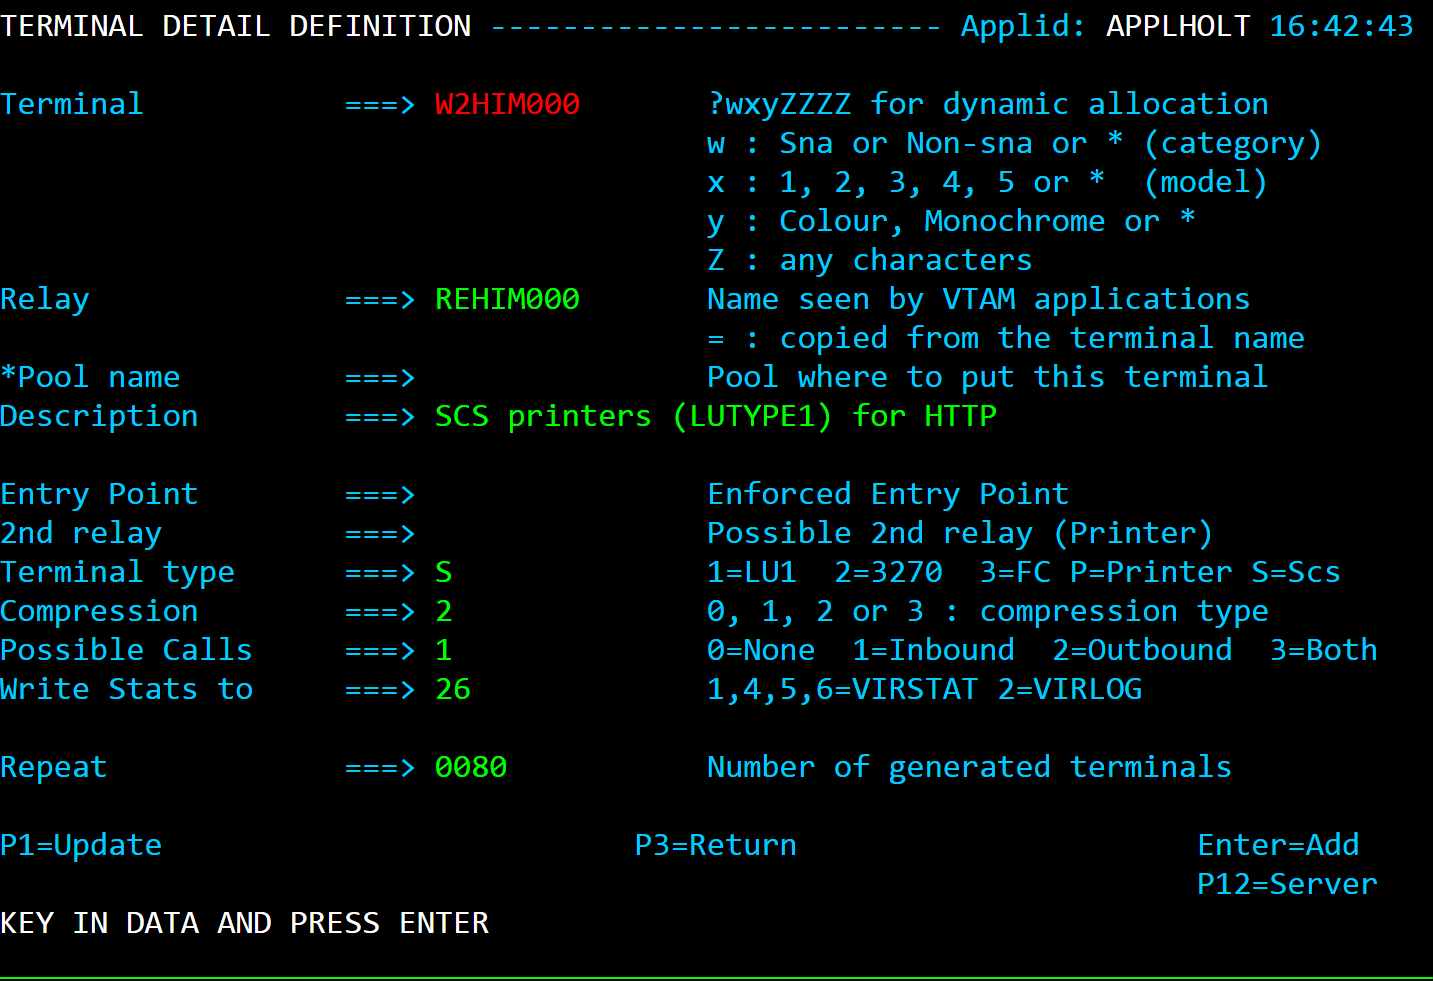 TERMINAL DETAIL DEFINITION ------------------------- Applid: APPLHOLT 16:42:43
Terminal ===> W2HIM000 ?wxyZZZZ for dynamic allocation
w : Sna or Non-sna or * (category)
x : 1, 2, 3, 4, 5 or * (model)
y : Colour, Monochrome or *
Z : any characters
Relay ===> REHIM000 Name seen by VTAM applications
= : copied from the terminal name
*Pool name ===> Pool where to put this terminal
Description ===> SCS printers (LUTYPE1) for HTTP
Entry Point ===> Enforced Entry Point
2nd relay ===> Possible 2nd relay (Printer)
Terminal type ===> S 1=LU1 2=3270 3=FC P=Printer S=Scs
Compression ===> 2 0, 1, 2 or 3 : compression type
Possible Calls ===> 1 0=None 1=Inbound 2=Outbound 3=Both
Write Stats to ===> 26 1,4,5,6=VIRSTAT 2=VIRLOG
Repeat ===> 0080 Number of generated terminals
P1=Update P3=Return Enter=Add
P12=Server
KEY IN DATA AND PRESS ENTER